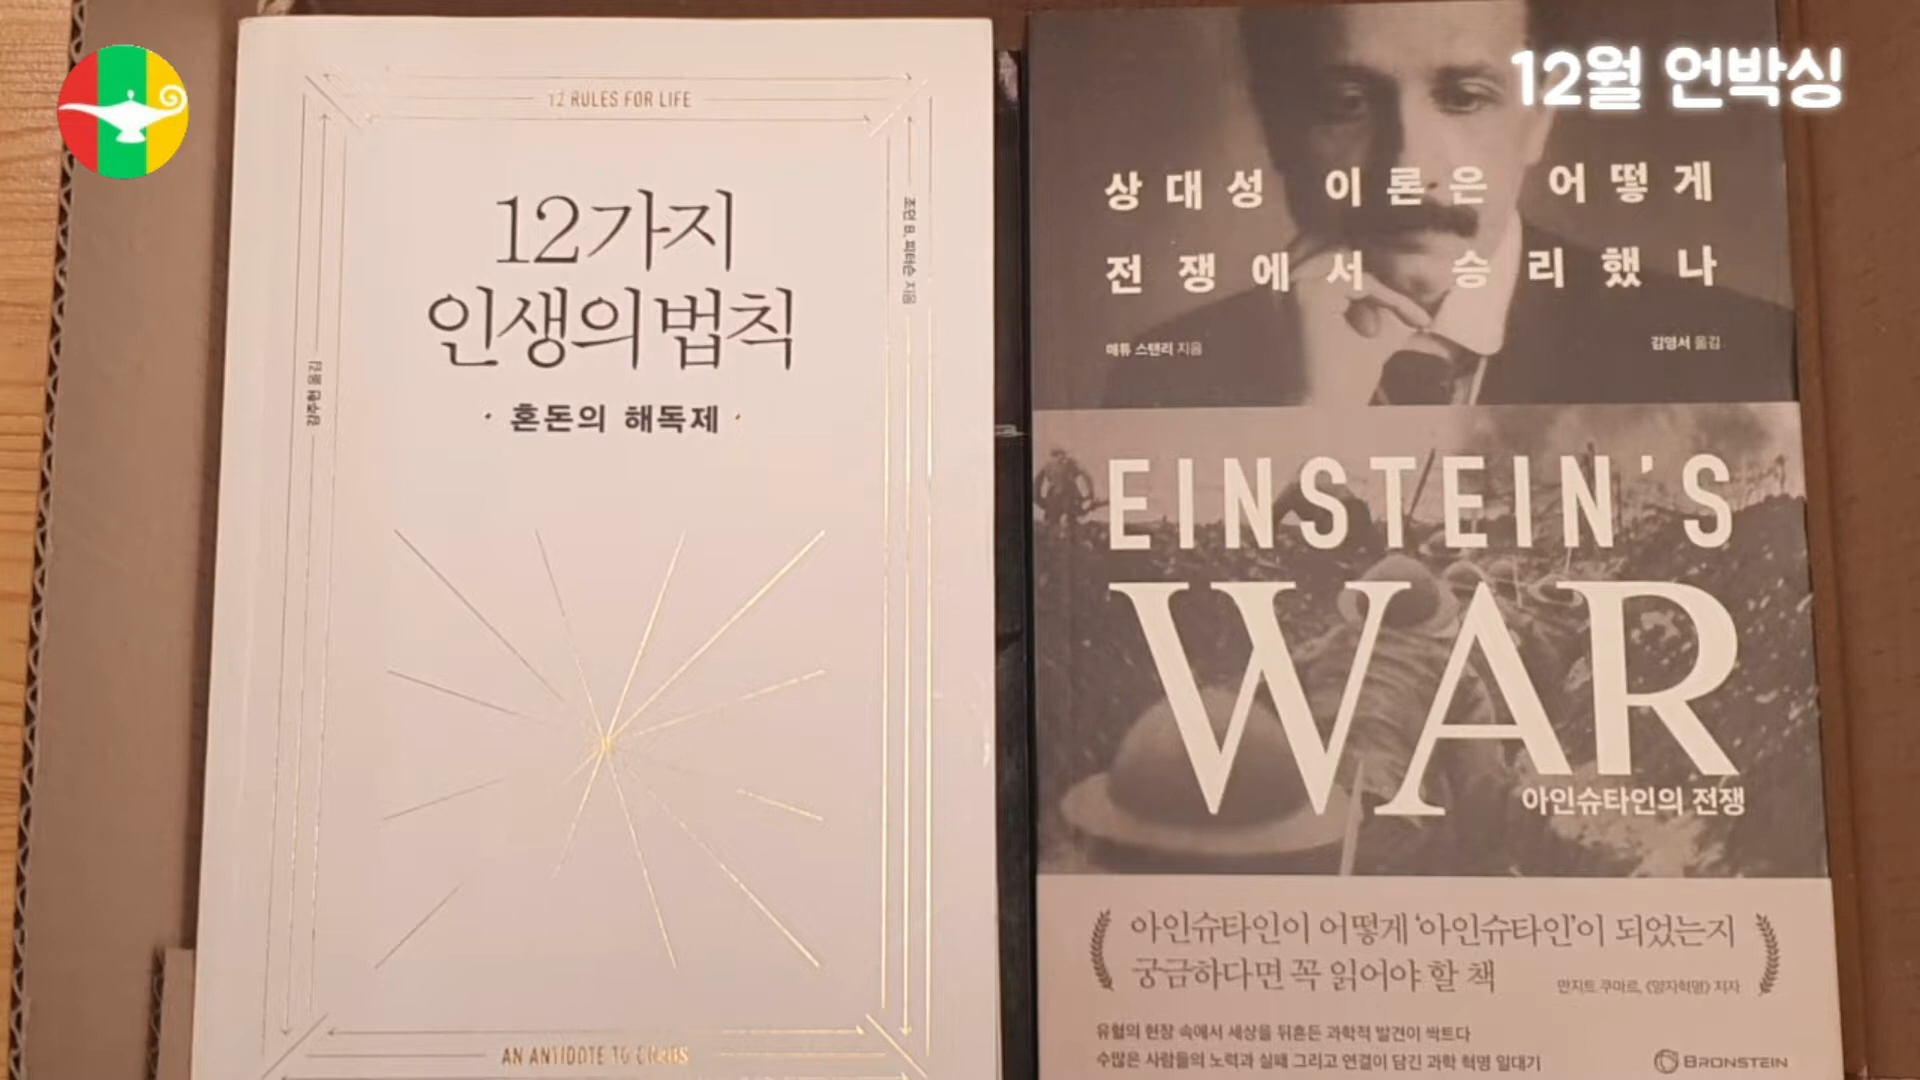 12월 언박싱
12 RULES FOR LIFE
12가지
인생의 법칙
· 혼돈의 해독제 ·
조던 B. 피터슨 지음
김주헌 옮김
AN ANTIDOTE TO CHAOS
상대성 이론은 어떻게
전쟁에서 승리했나
매튜 스탠리 지음
김영서 옮김
EINSTEIN'S
WAR
아인슈타인의 전쟁
아인슈타인이 어떻게 '아인슈타인'이 되었는지
궁금하다면 꼭 읽어야 할 책
만지트 쿠마르, 《양자혁명》 저자
유혈의 현장 속에서 세상을 뒤흔든 과학적 발견이 싹트다
수많은 사람들의 노력과 실패 그리고 연결이 담긴 과학 혁명 일대기
BRONSTEIN